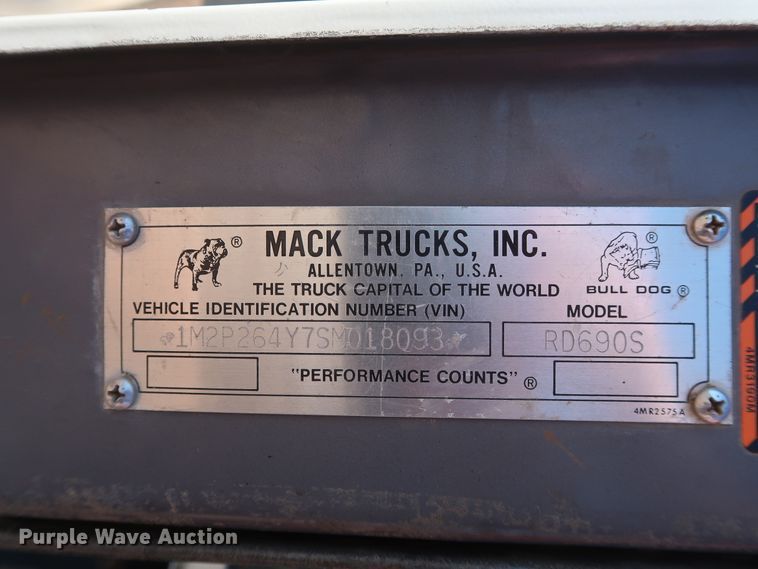 MACK TRUCKS, INC.
ALLENTOWN, PA., U.S.A.
THE TRUCK CAPITAL OF THE WORLD
BULL DOG ®
VEHICLE IDENTIFICATION NUMBER (VIN)
MODEL
1M2P264Y7SM018093
RD690S
"PERFORMANCE COUNTS" ®
4MR2575A
4MR3190M
Purple Wave Auction